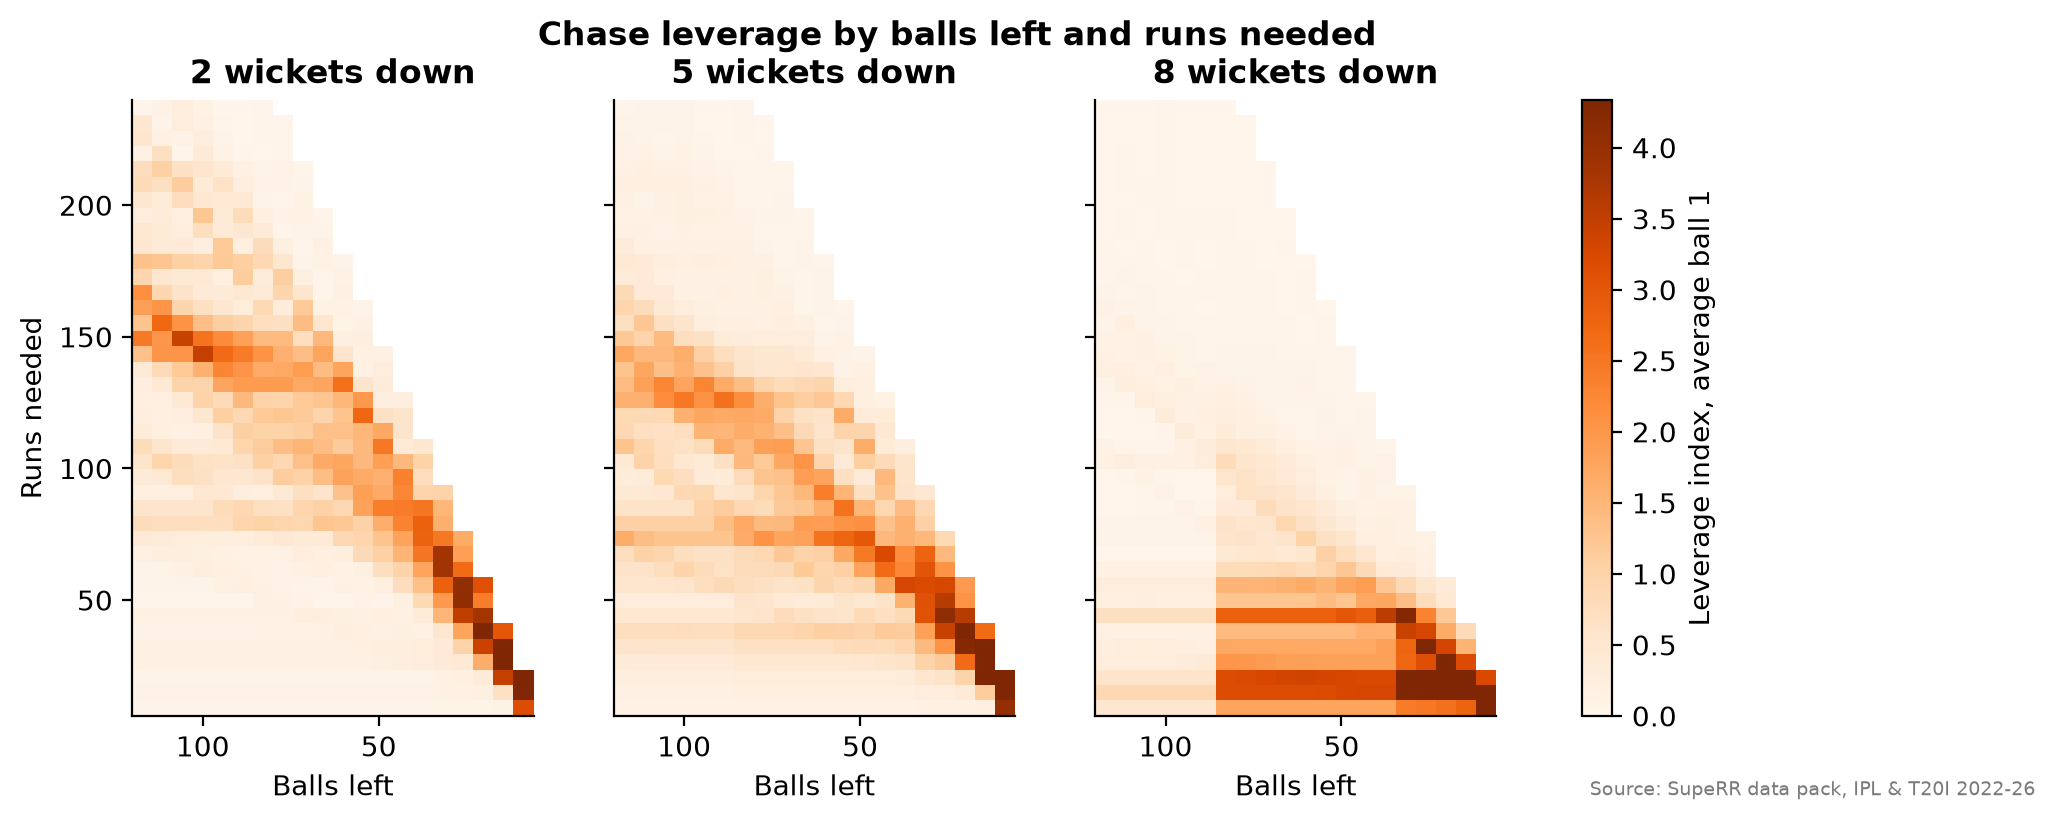 Chase leverage by balls left and runs needed
2 wickets down
5 wickets down
8 wickets down
Runs needed
200
150
100
50
100
50
Balls left
100
50
Balls left
100
50
Balls left
4.0
3.5
3.0
2.5
2.0
1.5
1.0
0.5
0.0
Leverage index, average ball 1
Source: SupeRR data pack, IPL & T20I 2022-26